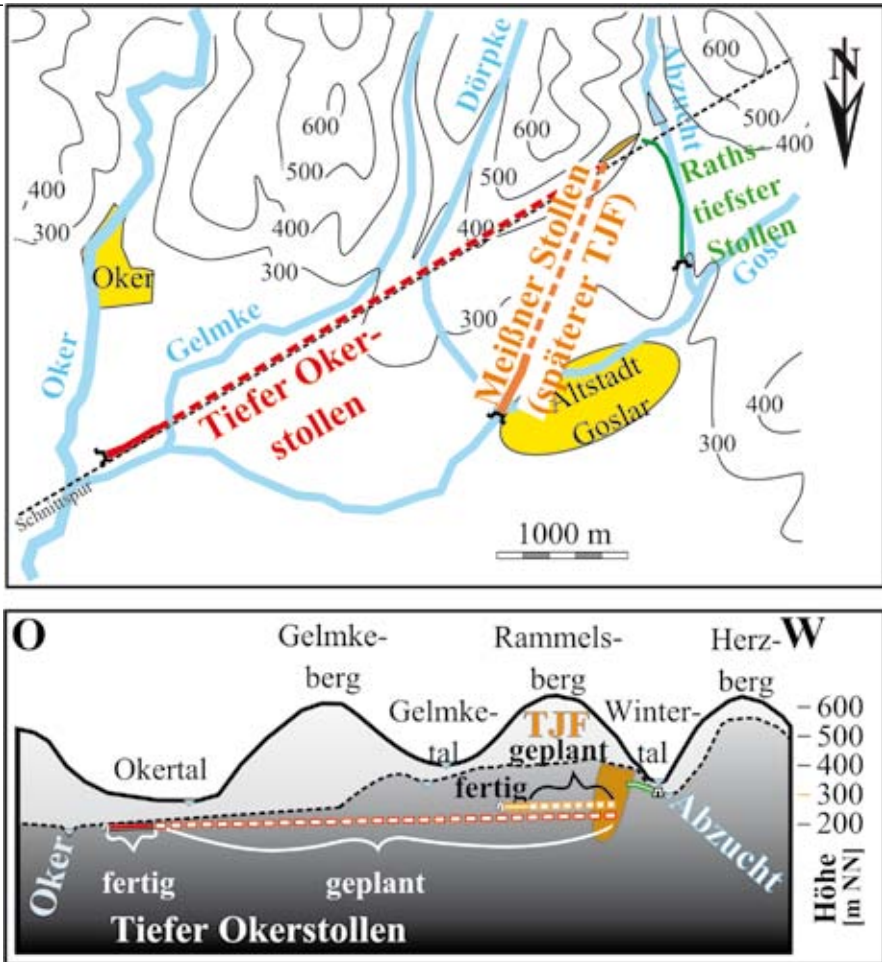 600
600
600
500
500
500
400
400
400
400
300
300
300
300
300
400
Dörpke
Abzucht
N
Oker
Oker
Gelmke
Tiefer Oker-
stollen
Meißner Stollen
(späterer TJF)
Raths-
tiefster
Stollen
Gose
Altstadt
Goslar
Schnittspur
1000 m
O
W
Gelmke-
berg
Rammels-
berg
Herz-
berg
Gelmke-
tal
Winter-
tal
Okertal
TJF
geplant
fertig
600
500
400
300
200
Höhe
[m NN]
Oker
Abzucht
fertig
geplant
Tiefer Okerstollen